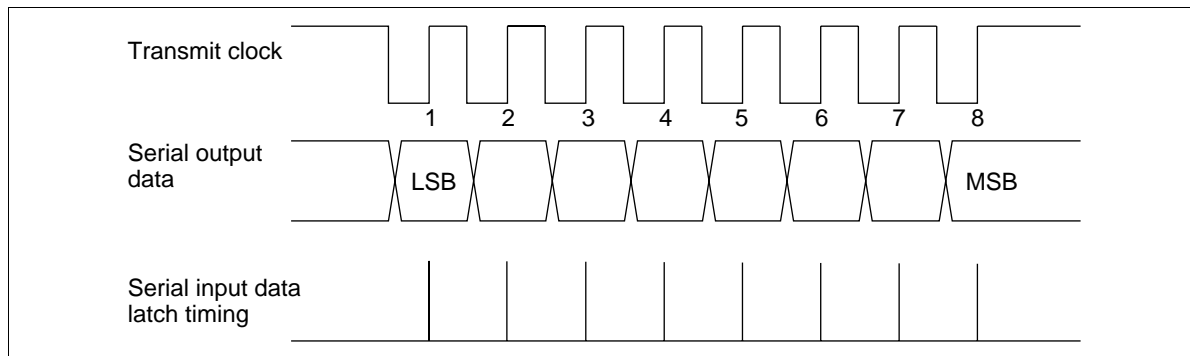 Transmit clock
1 2 3 4 5 6 7 8
Serial output
data
LSB
MSB
Serial input data
latch timing